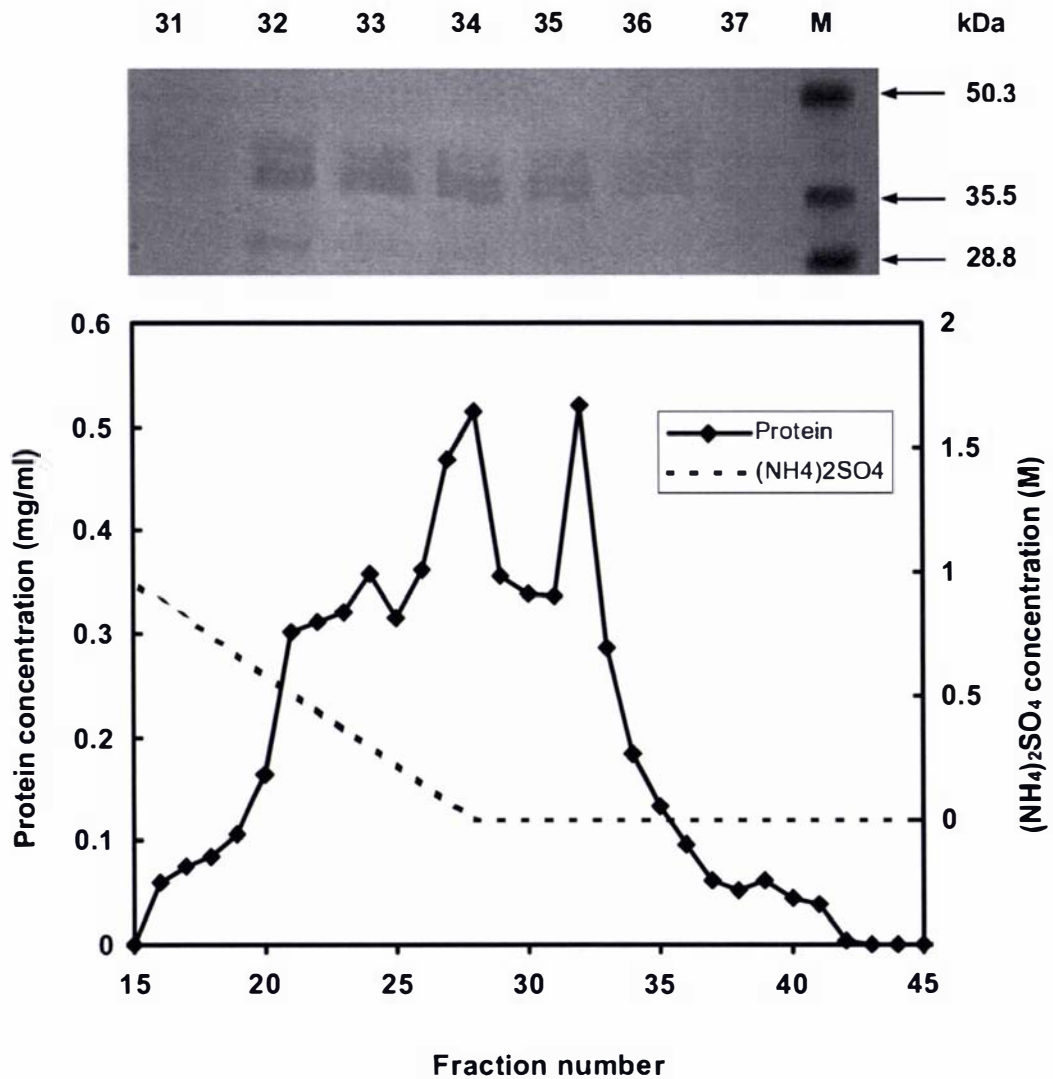 31 32 33 34 35 36 37 M kDa
50.3
35.5
28.8
0.6
0.5
0.4
0.3
0.2
0.1
0
Protein concentration (mg/ml)
2
1.5
1
0.5
0
(NH4)2SO4 concentration (M)
Protein
(NH4)2SO4
15 20 25 30 35 40 45
Fraction number